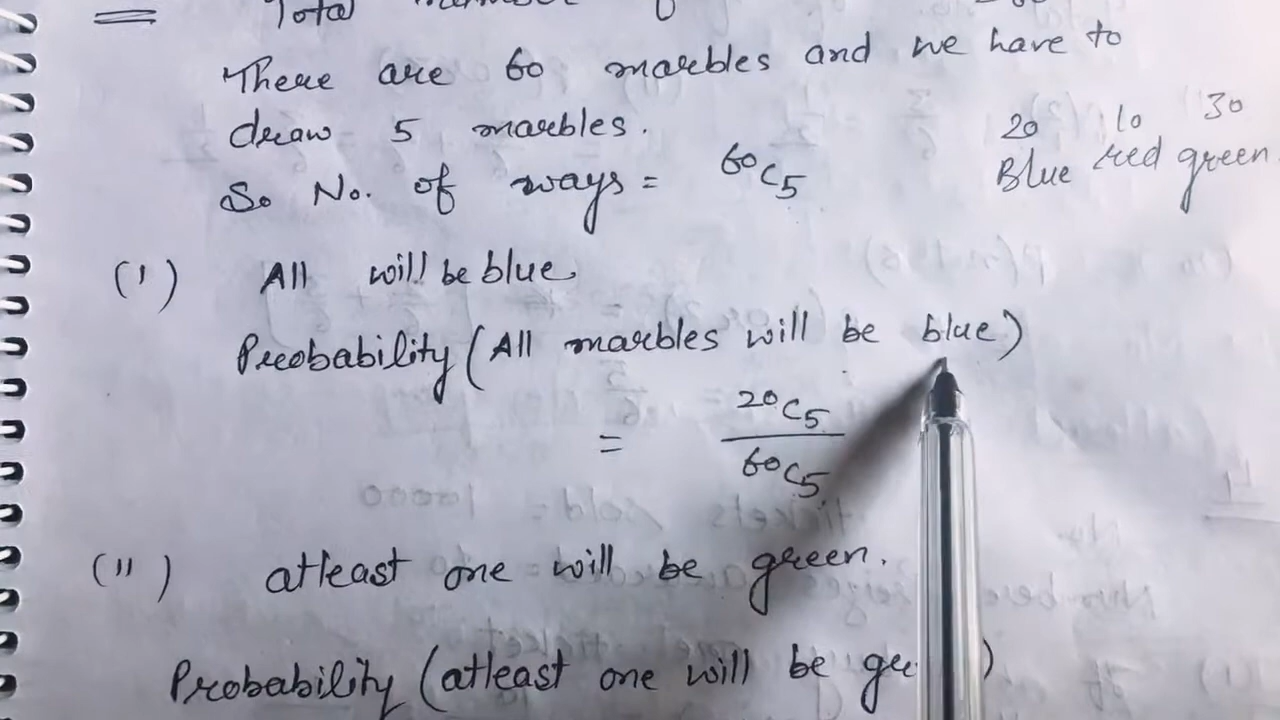 Total
There are 60 marbles and we have to
draw 5 marbles.
20 10 30
Blue red green
So No. of ways = 60C5
(I) All will be blue
Probability (All marbles will be blue)
= 20C5
60C5
(II) atleast one will be green.
Probability (atleast one will be )